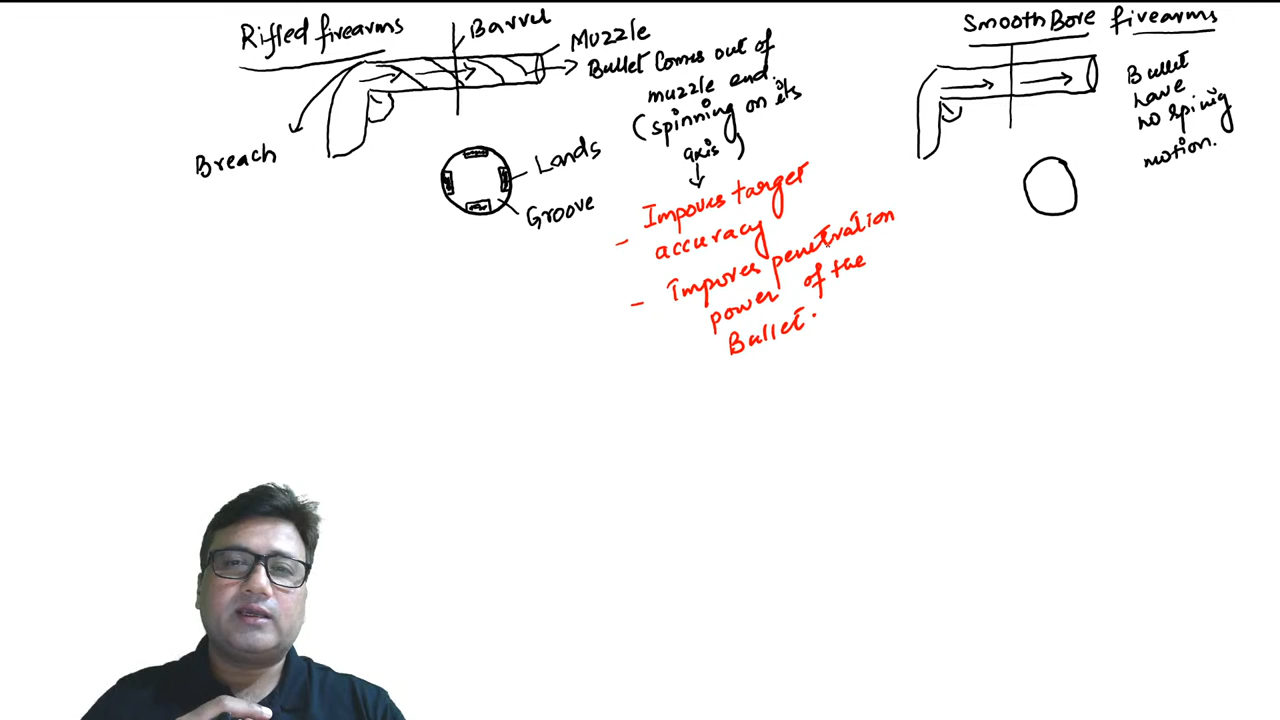 Rifled firearms
Barrel
Muzzle
Bullet Comes out of
muzzle end.
(spinning on its
axis)
Breach
Lands
Groove
- Impoves target
accuracy
- Improves penetration
power of the
Bullet.
Smooth Bore firearms
Bullet
have
no spining
motion.